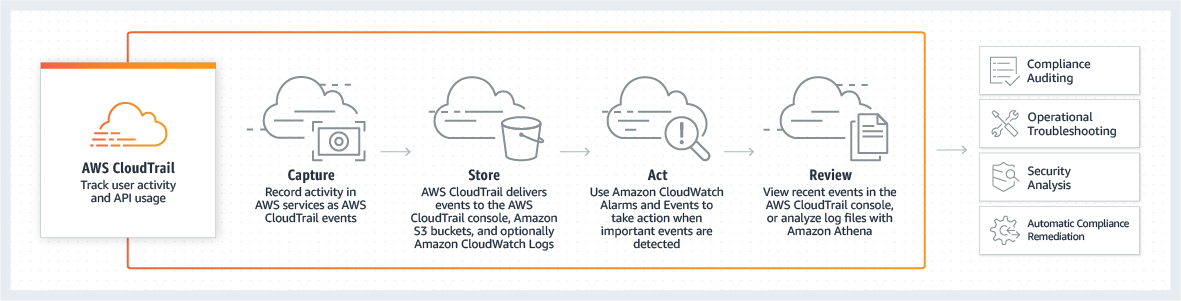 AWS CloudTrail
Track user activity
and API usage
Capture
Record activity in
AWS services as AWS
CloudTrail events
Store
AWS CloudTrail delivers
events to the AWS
CloudTrail console, Amazon
S3 buckets, and optionally
Amazon CloudWatch Logs
Act
Use Amazon CloudWatch
Alarms and Events to
take action when
important events are
detected
Review
View recent events in the
AWS CloudTrail console,
or analyze log files with
Amazon Athena
Compliance
Auditing
Operational
Troubleshooting
Security
Analysis
Automatic Compliance
Remediation